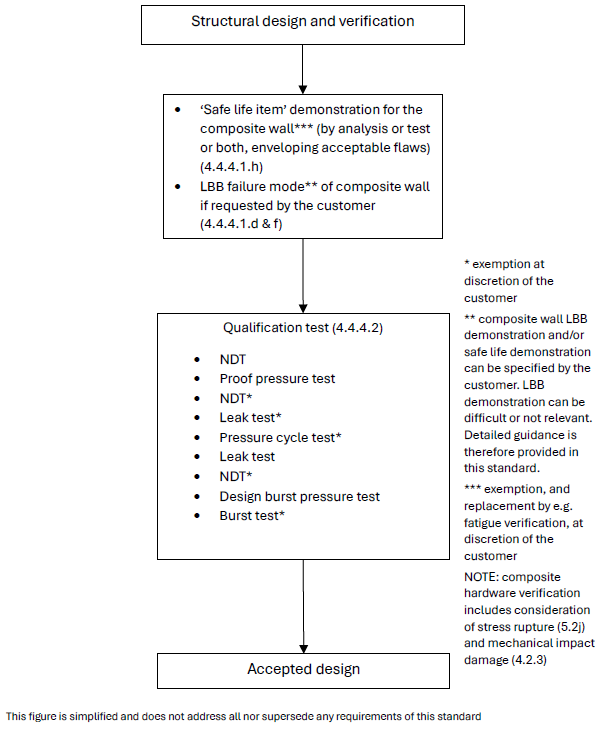 Structural design and verification
• ‘Safe life item’ demonstration for the
composite wall*** (by analysis or test
or both, enveloping acceptable flaws)
(4.4.4.1.h)
• LBB failure mode** of composite wall
if requested by the customer
(4.4.4.1.d & f)
* exemption at
discretion of the
customer
** composite wall LBB
demonstration and/or
safe life demonstration
can be specified by the
customer. LBB
demonstration can be
difficult or not relevant.
Detailed guidance is
therefore provided in
this standard.
*** exemption, and
replacement by e.g.
fatigue verification, at
discretion of the
customer
NOTE: composite
hardware verification
includes consideration
of stress rupture (5.2j)
and mechanical impact
damage (4.2.3)
Qualification test (4.4.4.2)
• NDT
• Proof pressure test
• NDT*
• Leak test*
• Pressure cycle test*
• Leak test
• NDT*
• Design burst pressure test
• Burst test*
Accepted design
This figure is simplified and does not address all nor supersede any requirements of this standard